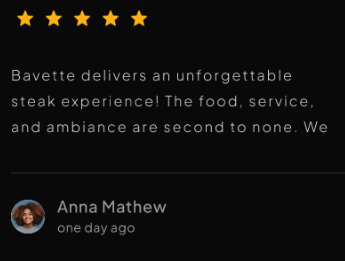 Bavette delivers an unforgettable
steak experience! The food, service,
and ambiance are second to none. We
Anna Mathew
one day ago